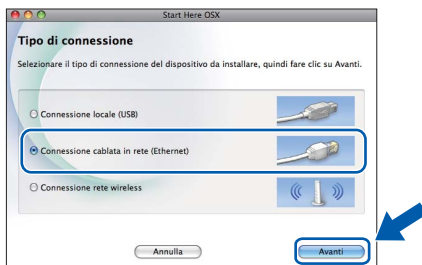 Start Here OSX
Tipo di connessione
Selezionare il tipo di connessione del dispositivo da installare, quindi fare clic su Avanti.
Connessione locale (USB)
Connessione cablata in rete (Ethernet)
Connessione rete wireless
Annulla
Avanti